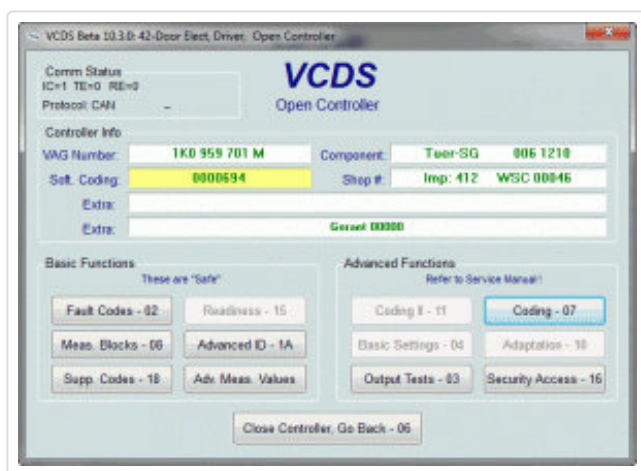 VCDS Beta 10.3.0: 42-Door Elect, Driver, Open Controller
Comm Status
IC=1 TE=0 RE=0
Protocol: CAN
VCDS
Open Controller
Controller Info
VAG Number: 1K0 959 701 M Component: Tuer-SG 006 1210
Soft. Coding: 0000694 Shop #: Imp: 412 WSC 00046
Extra:
Extra: Geraet 00000
Basic Functions
These are "Safe"
Fault Codes - 02 Readiness - 15
Meas. Blocks - 08 Advanced ID - 1A
Supp. Codes - 18 Adv. Meas. Values
Advanced Functions
Refer to Service Manual!
Coding II - 11 Coding - 07
Basic Settings - 04 Adaptation - 10
Output Tests - 03 Security Access - 16
Close Controller, Go Back - 06